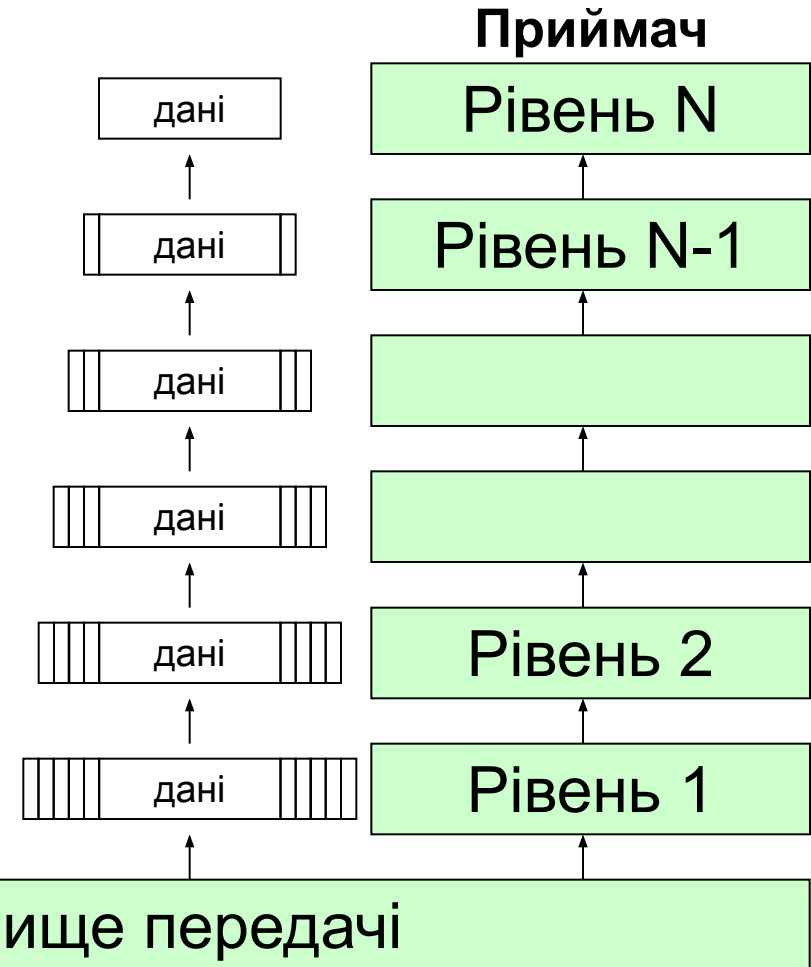 Приймач
дані
Рівень N
дані
Рівень N-1
дані
дані
дані
Рівень 2
дані
Рівень 1
ище передачі